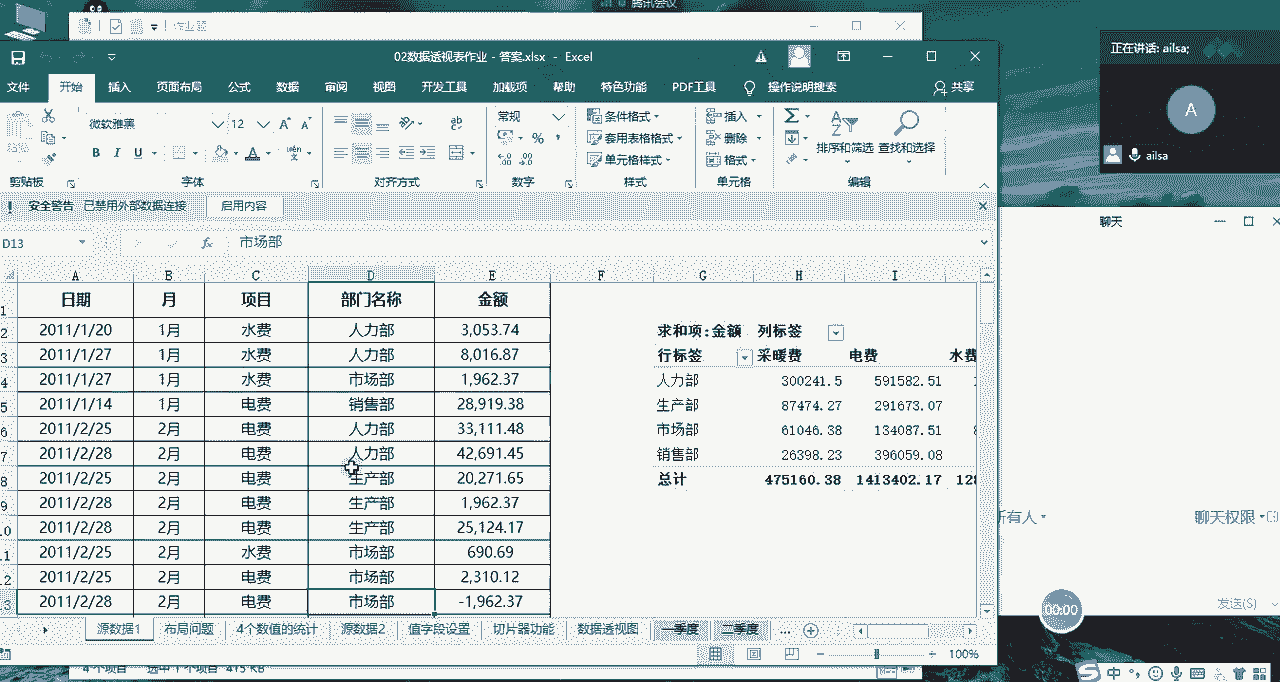 腾讯会议
作业题
02数据透视表作业 - 答案.xlsx - Excel
正在讲话: ailsa;
文件 开始 插入 页面布局 公式 数据 审阅 视图 开发工具 加载项 帮助 特色功能 PDF工具 操作说明搜索 共享
A
ailsa
微软雅黑 12 常规 条件格式 插入
套用表格格式 删除
B I U 单元格样式 格式 排序和筛选 查找和选择
剪贴板 字体 对齐方式 数字 样式 单元格 编辑
安全警告 已禁用外部数据连接 启用内容
聊天
D13 fx 市场部
A B C D E F G H I
1 日期 月 项目 部门名称 金额
2 2011/1/20 1月 水费 人力部 3,053.74 求和项:金额 列标签
3 2011/1/27 1月 水费 人力部 8,016.87 行标签 采暖费 电费 水费
4 2011/1/27 1月 水费 市场部 1,962.37 人力部 300241.5 591582.51
5 2011/1/14 1月 电费 销售部 28,919.38 生产部 87474.27 291673.07
6 2011/2/25 2月 电费 人力部 33,111.48 市场部 61046.38 134087.51
7 2011/2/28 2月 电费 人力部 42,691.45 销售部 26398.23 396059.08
8 2011/2/25 2月 电费 生产部 20,271.65 总计 475160.38 1413402.17 128
9 2011/2/28 2月 电费 生产部 1,962.37
2011/2/28 2月 电费 生产部 25,124.17
2011/2/25 2月 水费 市场部 690.69
2011/2/25 2月 电费 市场部 2,310.12
2011/2/28 2月 电费 市场部 -1,962.37
所有人 聊天权限
发送(S)
00:00
源数据1 布局问题 4个数值的统计 源数据2 值字段设置 切片器功能 数据透视图 一季度 二季度 ...
100%
4 个项目 选中 1 个项目 415 KB
中